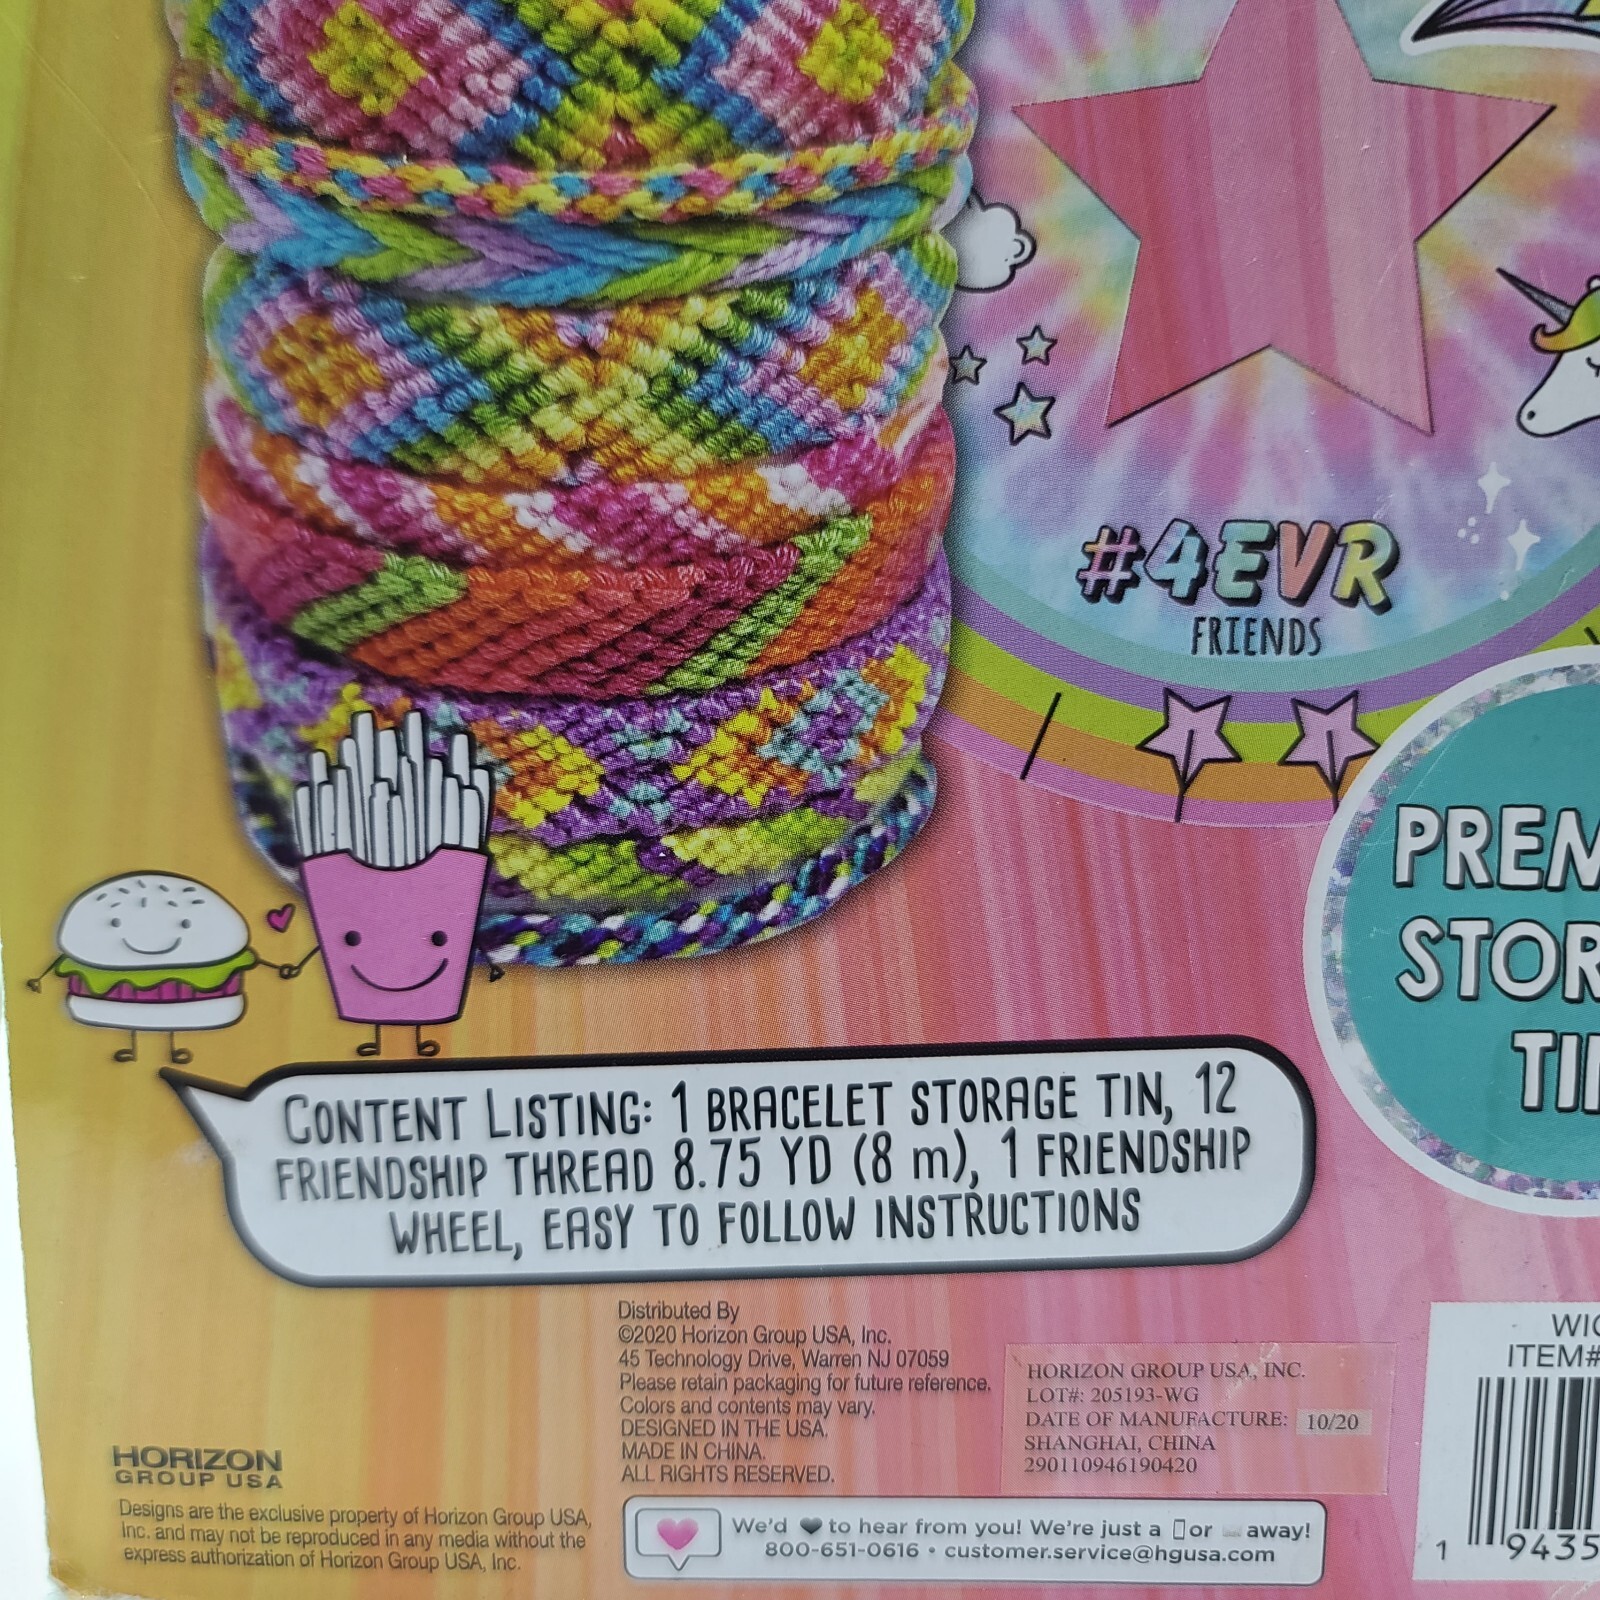 #4EVR
FRIENDS
CONTENT LISTING: 1 BRACELET STORAGE TIN, 12
FRIENDSHIP THREAD 8.75 YD (8 m), 1 FRIENDSHIP
WHEEL, EASY TO FOLLOW INSTRUCTIONS
Distributed By
©2020 Horizon Group USA, Inc.
45 Technology Drive, Warren NJ 07059
Please retain packaging for future reference.
Colors and contents may vary.
DESIGNED IN THE USA.
MADE IN CHINA.
ALL RIGHTS RESERVED.
HORIZON GROUP USA, INC.
LOT#: 205193-WG
DATE OF MANUFACTURE: 10/20
SHANGHAI, CHINA
290110946190420
HORIZON
GROUP USA
Designs are the exclusive property of Horizon Group USA,
Inc. and may not be reproduced in any media without the
express authorization of Horizon Group USA, Inc.
We'd to hear from you! We're just a or away!
800-651-0616 • customer.service@hgusa.com
ITEM#
1 9435